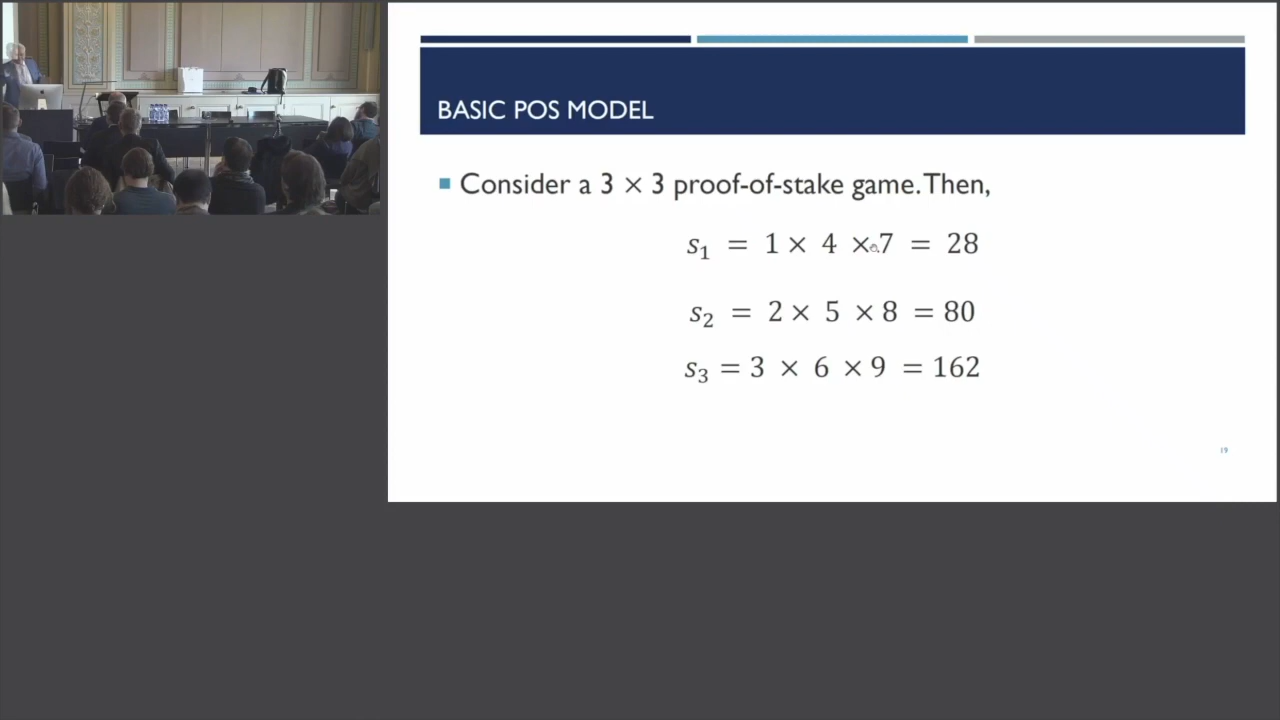 BASIC POS MODEL
Consider a 3 × 3 proof-of-stake game. Then,
s₁ = 1 × 4 × 7 = 28
s₂ = 2 × 5 × 8 = 80
s₃ = 3 × 6 × 9 = 162
19